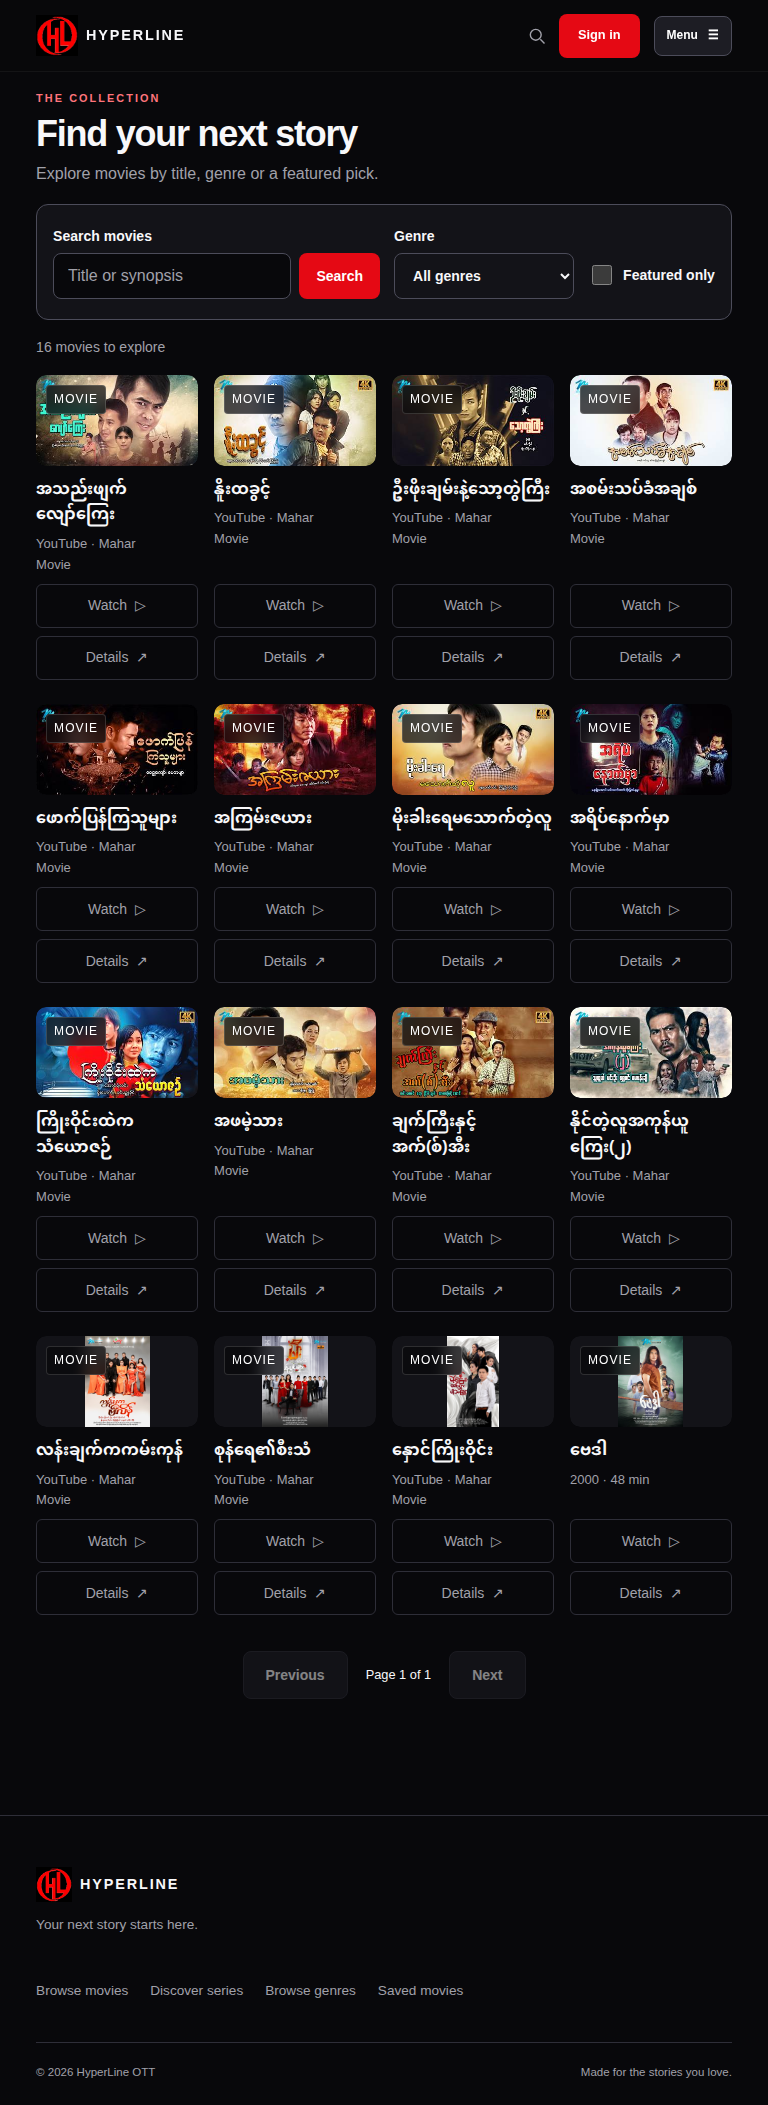 HYPERLINE
Sign in
Menu ☰
THE COLLECTION
Find your next story
Explore movies by title, genre or a featured pick.
Search movies
Genre
Title or synopsis
Search
All genres
Featured only
16 movies to explore
MOVIE
MOVIE
MOVIE
MOVIE
အသည်းဖျက်
လျော်ကြေး
နိုးထခွင့်
ဦးဖိုးချမ်းနဲ့သော့တွဲကြီး
အစမ်းသပ်ခံအချစ်
YouTube · Mahar
Movie
YouTube · Mahar
Movie
YouTube · Mahar
Movie
YouTube · Mahar
Movie
Watch ▷
Watch ▷
Watch ▷
Watch ▷
Details ↗
Details ↗
Details ↗
Details ↗
MOVIE
MOVIE
MOVIE
MOVIE
ဖောက်ပြန်ကြသူများ
အကြမ်းဇယား
မိုးခါးရေမသောက်တဲ့လူ
အရိပ်နောက်မှာ
YouTube · Mahar
Movie
YouTube · Mahar
Movie
YouTube · Mahar
Movie
YouTube · Mahar
Movie
Watch ▷
Watch ▷
Watch ▷
Watch ▷
Details ↗
Details ↗
Details ↗
Details ↗
MOVIE
MOVIE
MOVIE
MOVIE
ကြိုးဝိုင်းထဲက
သံယောဇဉ်
အဖမဲ့သား
ချက်ကြီးနှင့်
အက်(စ်)အီး
နိုင်တဲ့လူအကုန်ယူ
ကြေး(၂)
YouTube · Mahar
Movie
YouTube · Mahar
Movie
YouTube · Mahar
Movie
YouTube · Mahar
Movie
Watch ▷
Watch ▷
Watch ▷
Watch ▷
Details ↗
Details ↗
Details ↗
Details ↗
MOVIE
MOVIE
MOVIE
MOVIE
လန်းချက်ကကမ်းကုန်
စုန်ရေ၏စီးသံ
နှောင်ကြိုးဝိုင်း
ဗေဒါ
YouTube · Mahar
Movie
YouTube · Mahar
Movie
YouTube · Mahar
Movie
2000 · 48 min
Watch ▷
Watch ▷
Watch ▷
Watch ▷
Details ↗
Details ↗
Details ↗
Details ↗
Previous
Page 1 of 1
Next
HYPERLINE
Your next story starts here.
Browse movies
Discover series
Browse genres
Saved movies
© 2026 HyperLine OTT
Made for the stories you love.